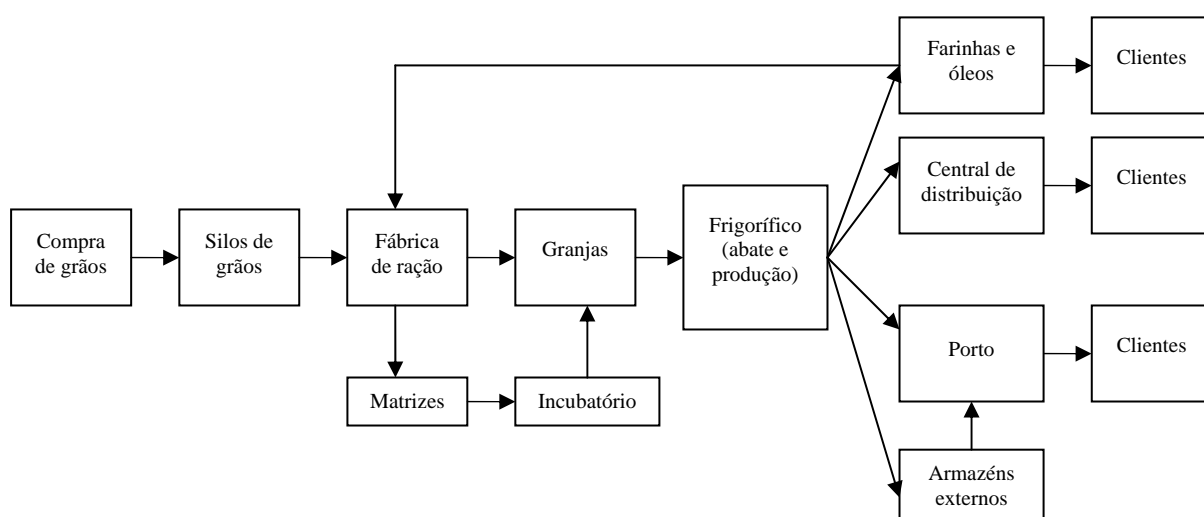 Farinhas e
óleos
Clientes
Central de
distribuição
Clientes
Compra
de grãos
Silos de
grãos
Fábrica
de ração
Granjas
Frigorífico
(abate e
produção)
Porto
Clientes
Matrizes
Incubatório
Armazéns
externos